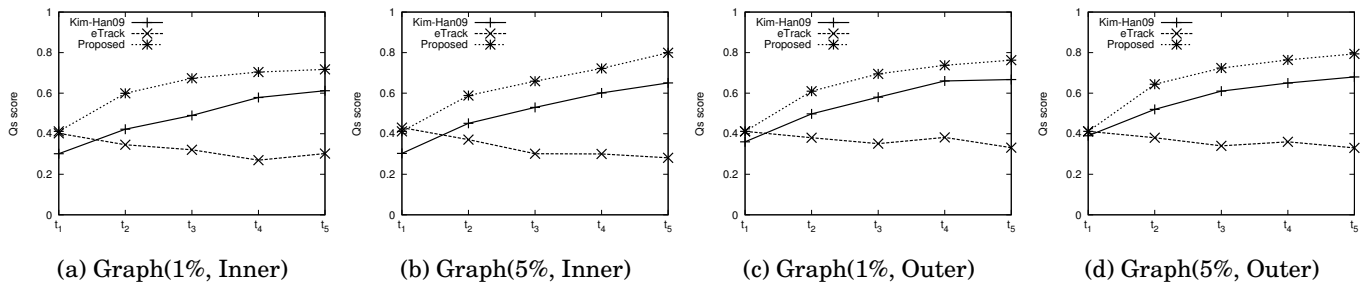 Kim-Han09
eTrack
Proposed
Qs score
1
0.8
0.6
0.4
0.2
0
t1 t2 t3 t4 t5
(a) Graph(1%, Inner)
Kim-Han09
eTrack
Proposed
Qs score
1
0.8
0.6
0.4
0.2
0
t1 t2 t3 t4 t5
(b) Graph(5%, Inner)
Kim-Han09
eTrack
Proposed
Qs score
1
0.8
0.6
0.4
0.2
0
t1 t2 t3 t4 t5
(c) Graph(1%, Outer)
Kim-Han09
eTrack
Proposed
Qs score
1
0.8
0.6
0.4
0.2
0
t1 t2 t3 t4 t5
(d) Graph(5%, Outer)